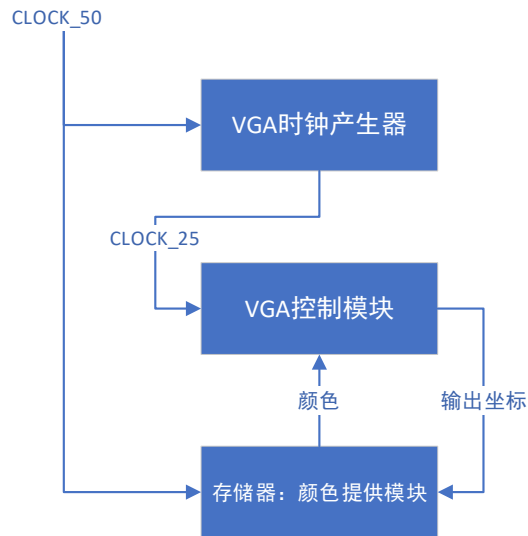 CLOCK_50
VGA时钟产生器
CLOCK_25
VGA控制模块
颜色
输出坐标
存储器：颜色提供模块